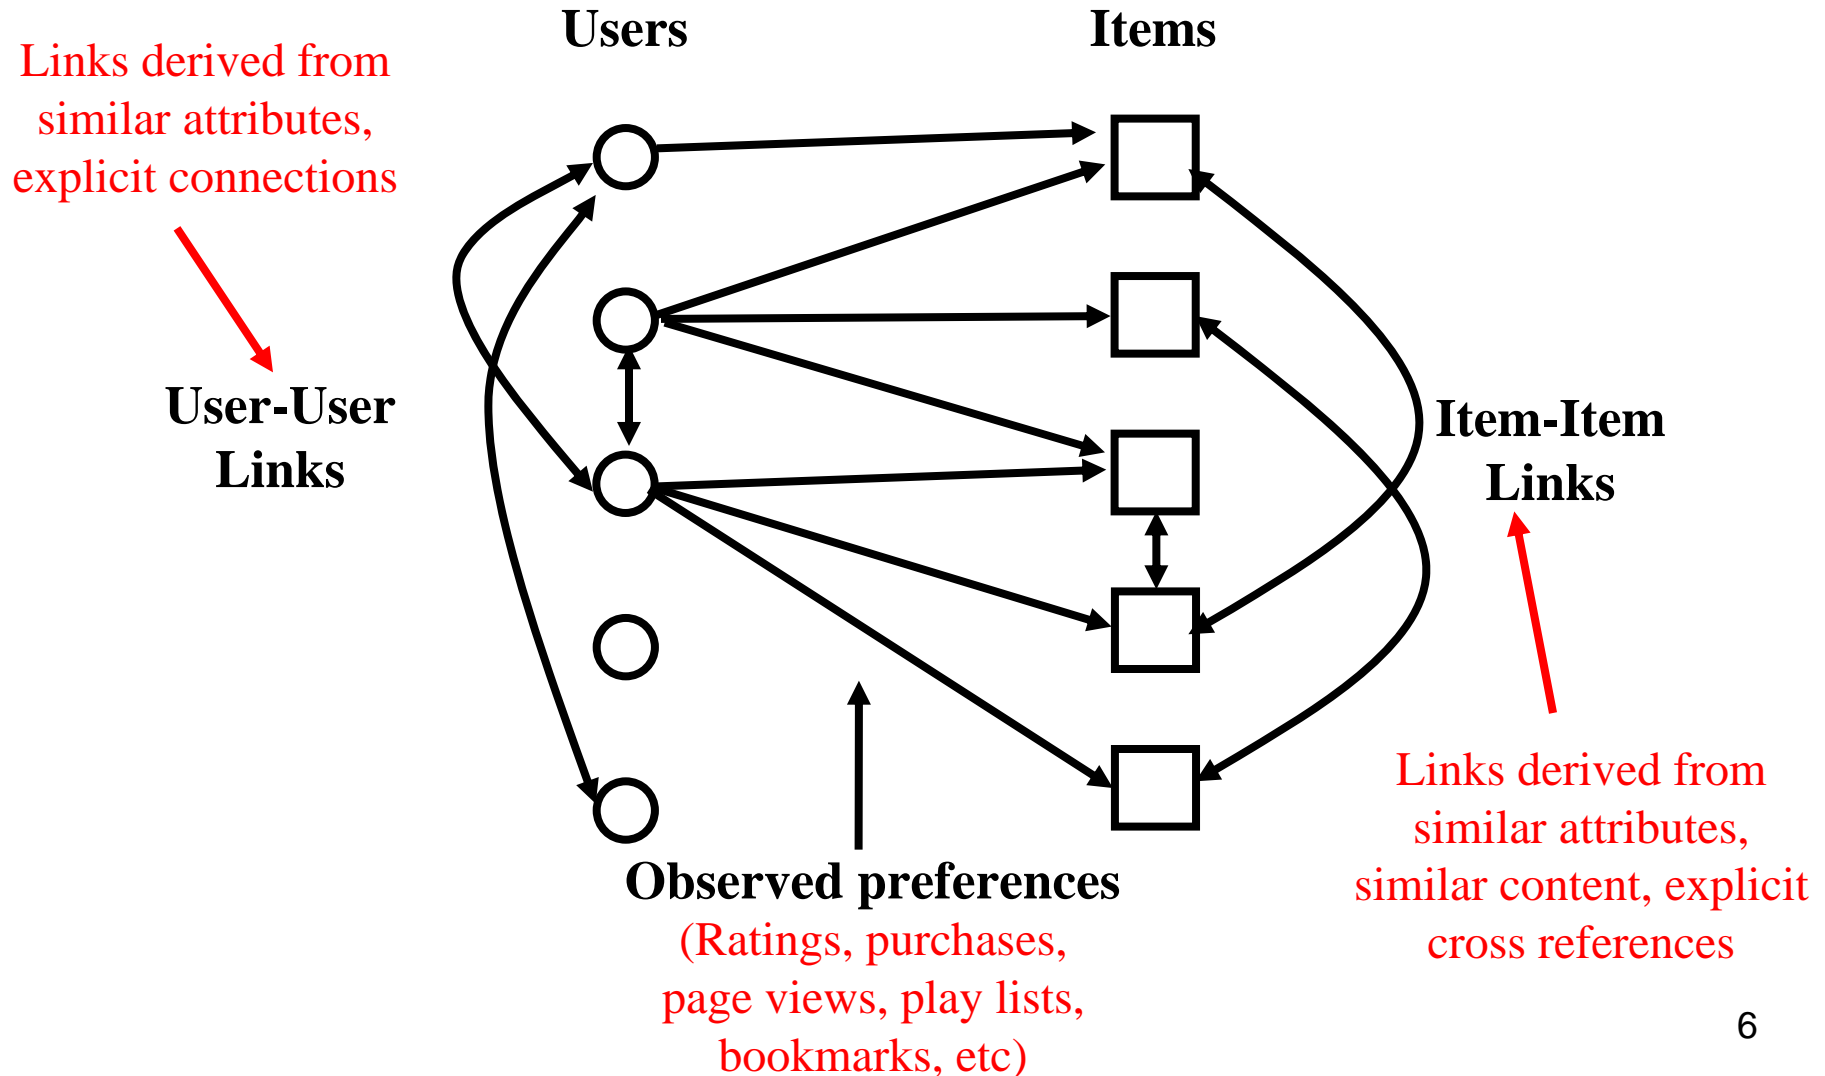 Users
Items
Links derived from
similar attributes,
explicit connections
User-User
Links
Item-Item
Links
Observed preferences
(Ratings, purchases,
page views, play lists,
bookmarks, etc)
Links derived from
similar attributes,
similar content, explicit
cross references
6